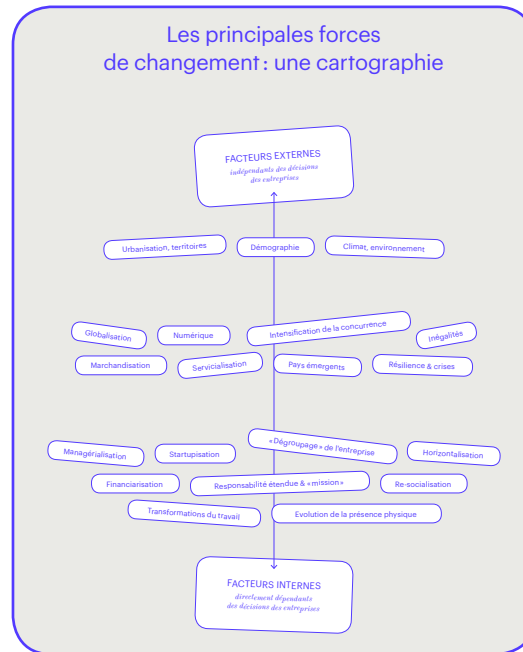 Les principales forces
de changement : une cartographie
FACTEURS EXTERNES
indépendants des décisions
des entreprises
Urbanisation, territoires
Démographie
Climat, environnement
Globalisation
Numérique
Intensification de la concurrence
Inégalités
Marchandisation
Servicialisation
Pays émergents
Résilience & crises
Managérialisation
Startupisation
« Dégroupage » de l'entreprise
Horizontalisation
Financiarisation
Responsabilité étendue & « mission »
Re-socialisation
Transformations du travail
Evolution de la présence physique
FACTEURS INTERNES
directement dépendants
des décisions des entreprises